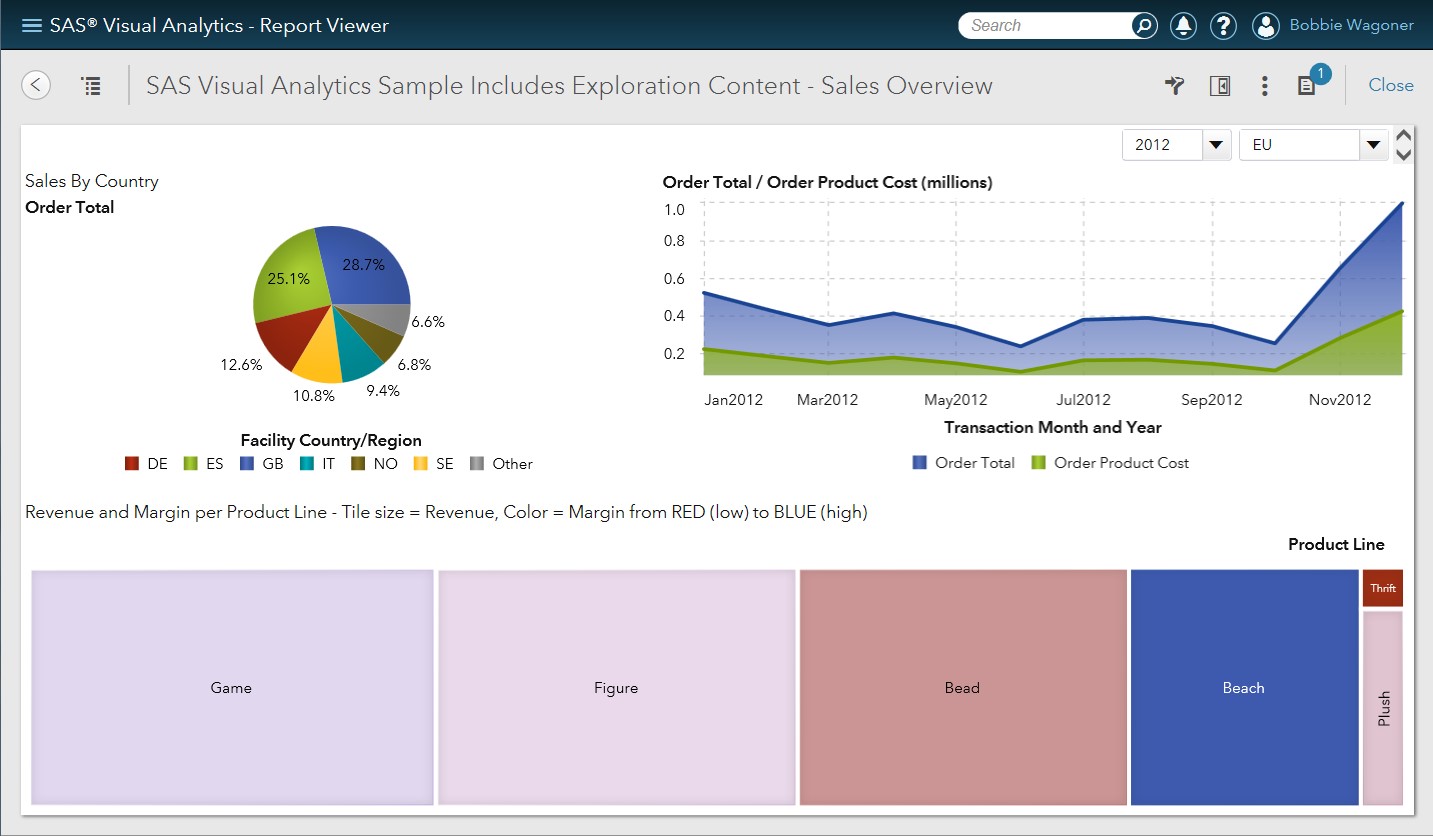 SAS® Visual Analytics - Report Viewer
Search
?
Bobbie Wagoner
SAS Visual Analytics Sample Includes Exploration Content - Sales Overview
1
Close
2012
EU
Sales By Country
Order Total
28.7%
25.1%
6.6%
12.6%
6.8%
10.8%
9.4%
Facility Country/Region
DE ES GB IT NO SE Other
Order Total / Order Product Cost (millions)
1.0
0.8
0.6
0.4
0.2
Jan2012 Mar2012 May2012 Jul2012 Sep2012 Nov2012
Transaction Month and Year
Order Total Order Product Cost
Revenue and Margin per Product Line - Tile size = Revenue, Color = Margin from RED (low) to BLUE (high)
Product Line
Game
Figure
Bead
Beach
Thrift
Plush